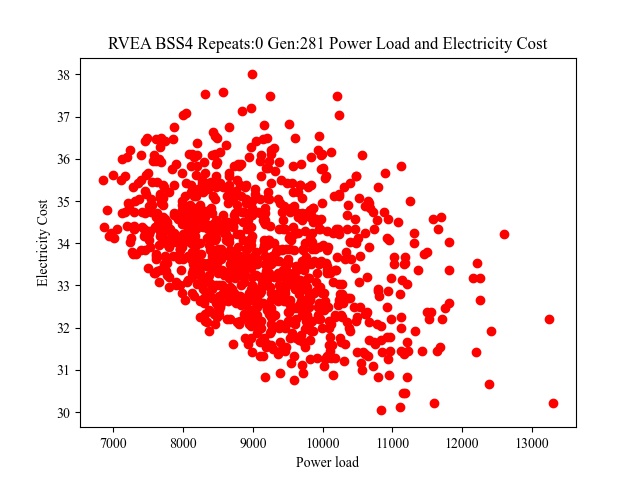 RVEA BSS4 Repeats:0 Gen:281 Power Load and Electricity Cost
38
37
36
35
34
33
32
31
30
Electricity Cost
7000 8000 9000 10000 11000 12000 13000
Power load